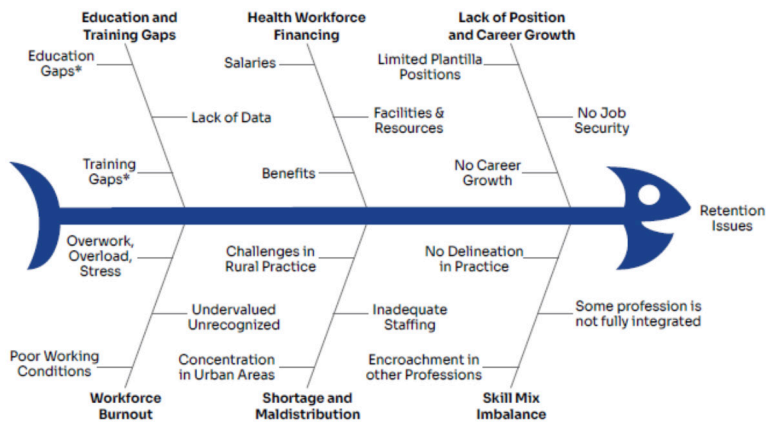 Education and
Training Gaps
Health Workforce
Financing
Lack of Position
and Career Growth
Education
Gaps*
Salaries
Limited Plantilla
Positions
Lack of Data
Facilities &
Resources
No Job
Security
Training
Gaps*
Benefits
No Career
Growth
Retention
Issues
Overwork,
Overload,
Stress
Challenges in
Rural Practice
No Delineation
in Practice
Undervalued
Unrecognized
Inadequate
Staffing
Some profession is
not fully integrated
Poor Working
Conditions
Concentration
in Urban Areas
Encroachment in
other Professions
Workforce
Burnout
Shortage and
Maldistribution
Skill Mix
Imbalance